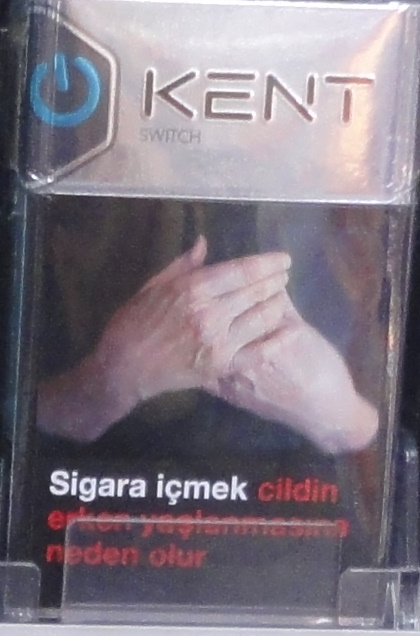 KENT
SWITCH
Sigara içmek cildin
erken yaşlanmasına
neden olur